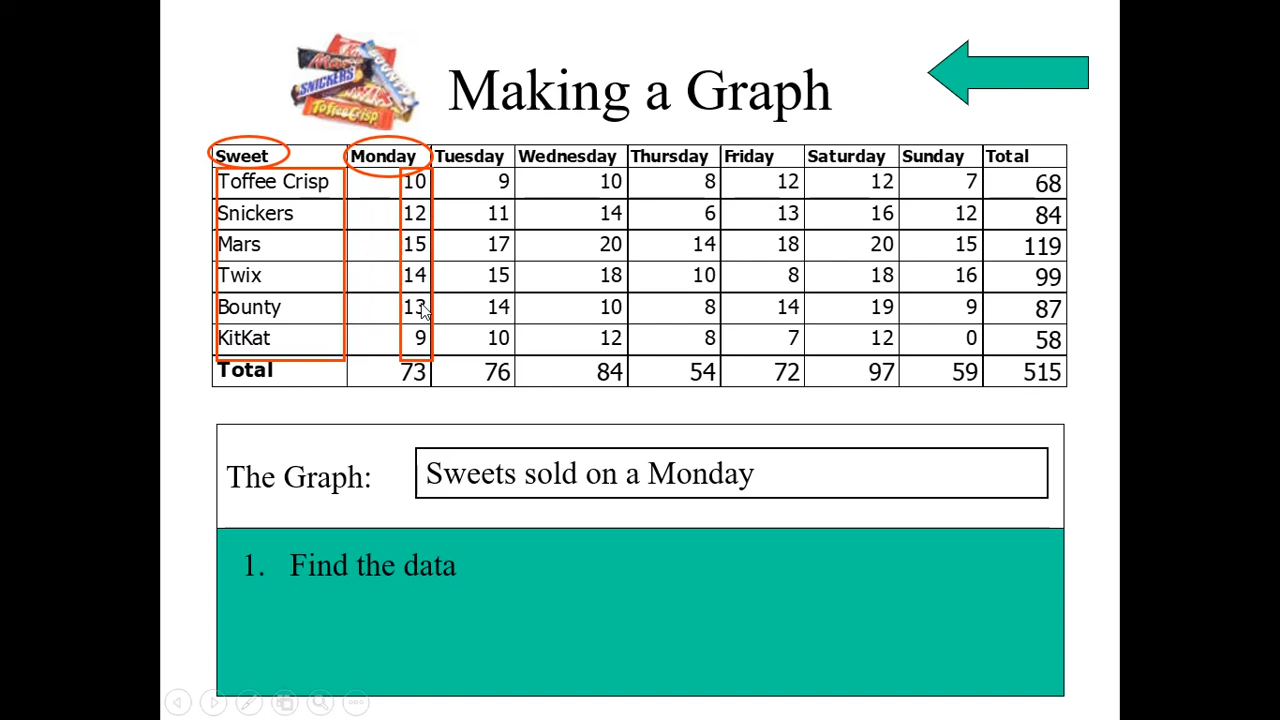 Mars
SNICKERS
Toffee Crisp
Making a Graph
Sweet Monday Tuesday Wednesday Thursday Friday Saturday Sunday Total
Toffee Crisp 10 9 10 8 12 12 7 68
Snickers 12 11 14 6 13 16 12 84
Mars 15 17 20 14 18 20 15 119
Twix 14 15 18 10 8 18 16 99
Bounty 13 14 10 8 14 19 9 87
KitKat 9 10 12 8 7 12 0 58
Total 73 76 84 54 72 97 59 515
The Graph: Sweets sold on a Monday
1. Find the data